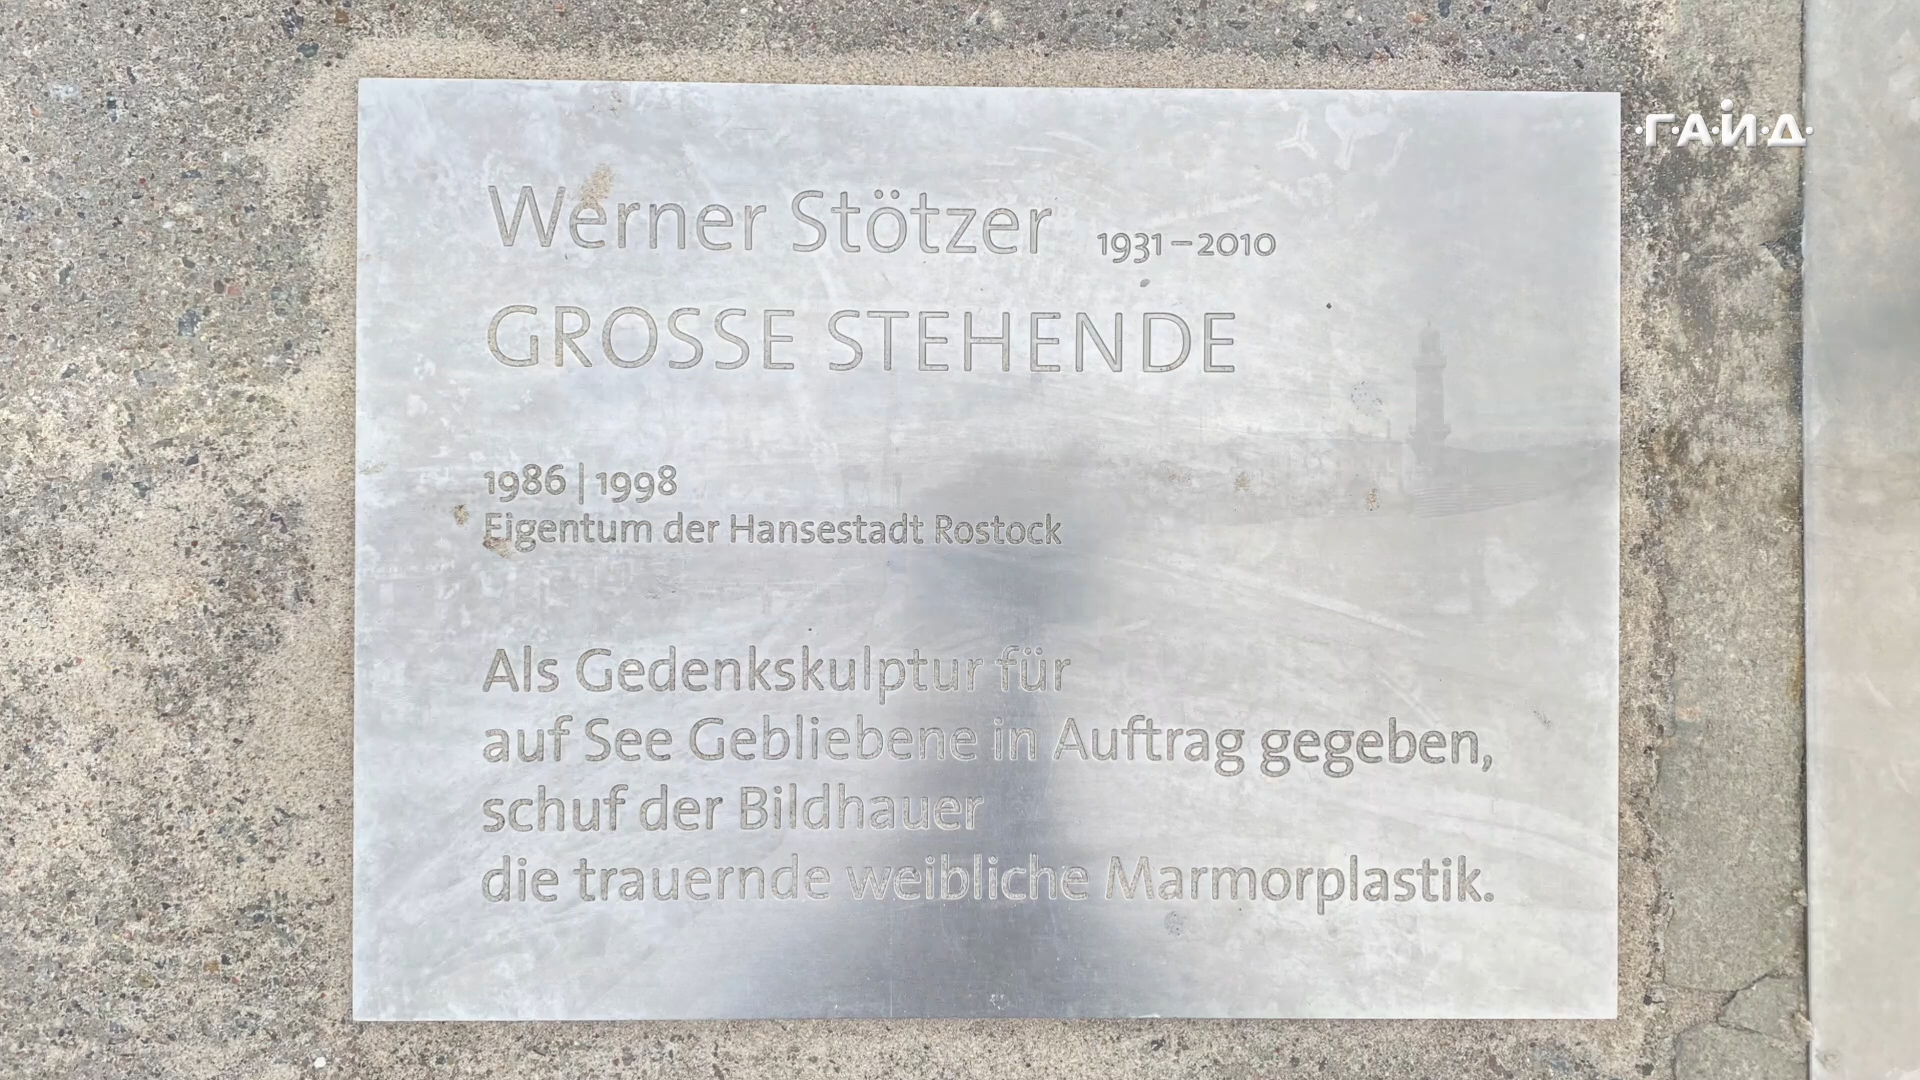 ·Г·А·Й·Д·
Werner Stötzer 1931–2010
GROSSE STEHENDE
1986 | 1998
Eigentum der Hansestadt Rostock
Als Gedenkskulptur für
auf See Gebliebene in Auftrag gegeben,
schuf der Bildhauer
die trauernde weibliche Marmorplastik.